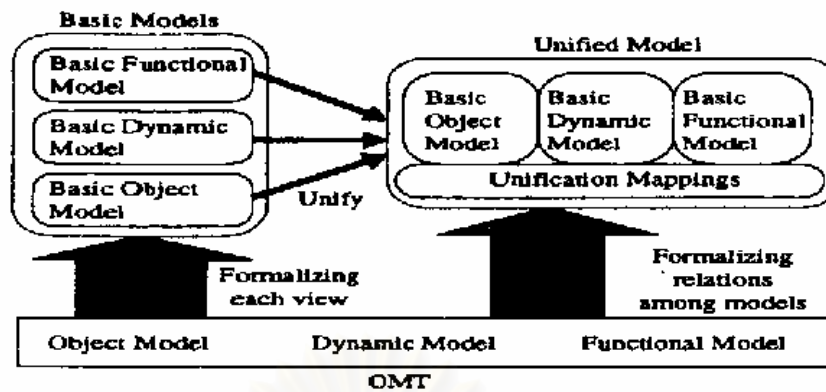 Basic Models
Basic Functional
Model
Basic Dynamic
Model
Basic Object
Model
Unify
Unified Model
Basic
Object
Model
Basic
Dynamic
Model
Basic
Functional
Model
Unification Mappings
Formalizing
each view
Formalizing
relations
among models
Object Model
Dynamic Model
Functional Model
OMT